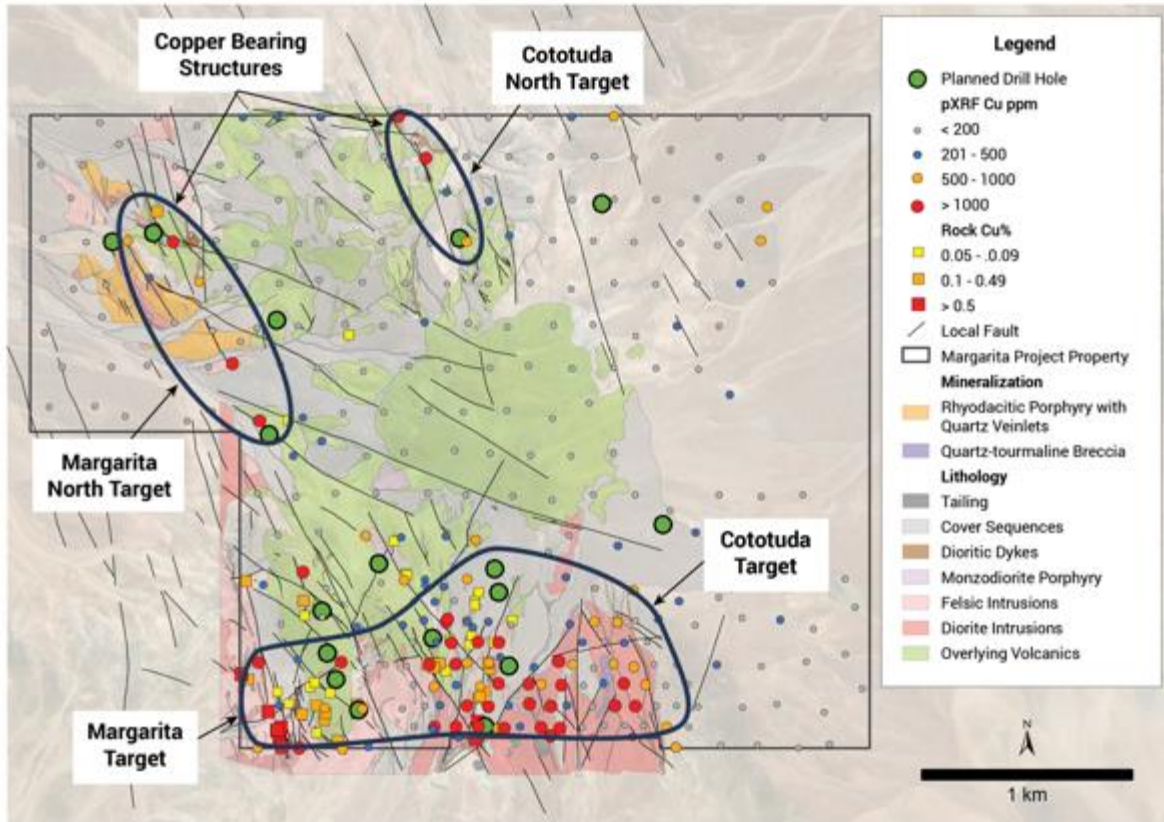 Copper Bearing
Structures
Cototuda
North Target
Margarita
North Target
Cototuda
Target
Margarita
Target
Legend
Planned Drill Hole
pXRF Cu ppm
< 200
201 - 500
500 - 1000
> 1000
Rock Cu%
0.05 - .0.09
0.1 - 0.49
> 0.5
Local Fault
Margarita Project Property
Mineralization
Rhyodacitic Porphyry with
Quartz Veinlets
Quartz-tourmaline Breccia
Lithology
Tailing
Cover Sequences
Dioritic Dykes
Monzodiorite Porphyry
Felsic Intrusions
Diorite Intrusions
Overlying Volcanics
N
1 km